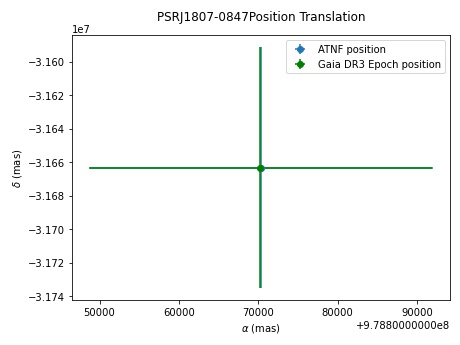 PSRJ1807-0847Position Translation
1e7
ATNF position
Gaia DR3 Epoch position
−3.160
−3.162
−3.164
−3.166
−3.168
−3.170
−3.172
−3.174
δ (mas)
50000 60000 70000 80000 90000
α (mas)
+9.7880000000e8